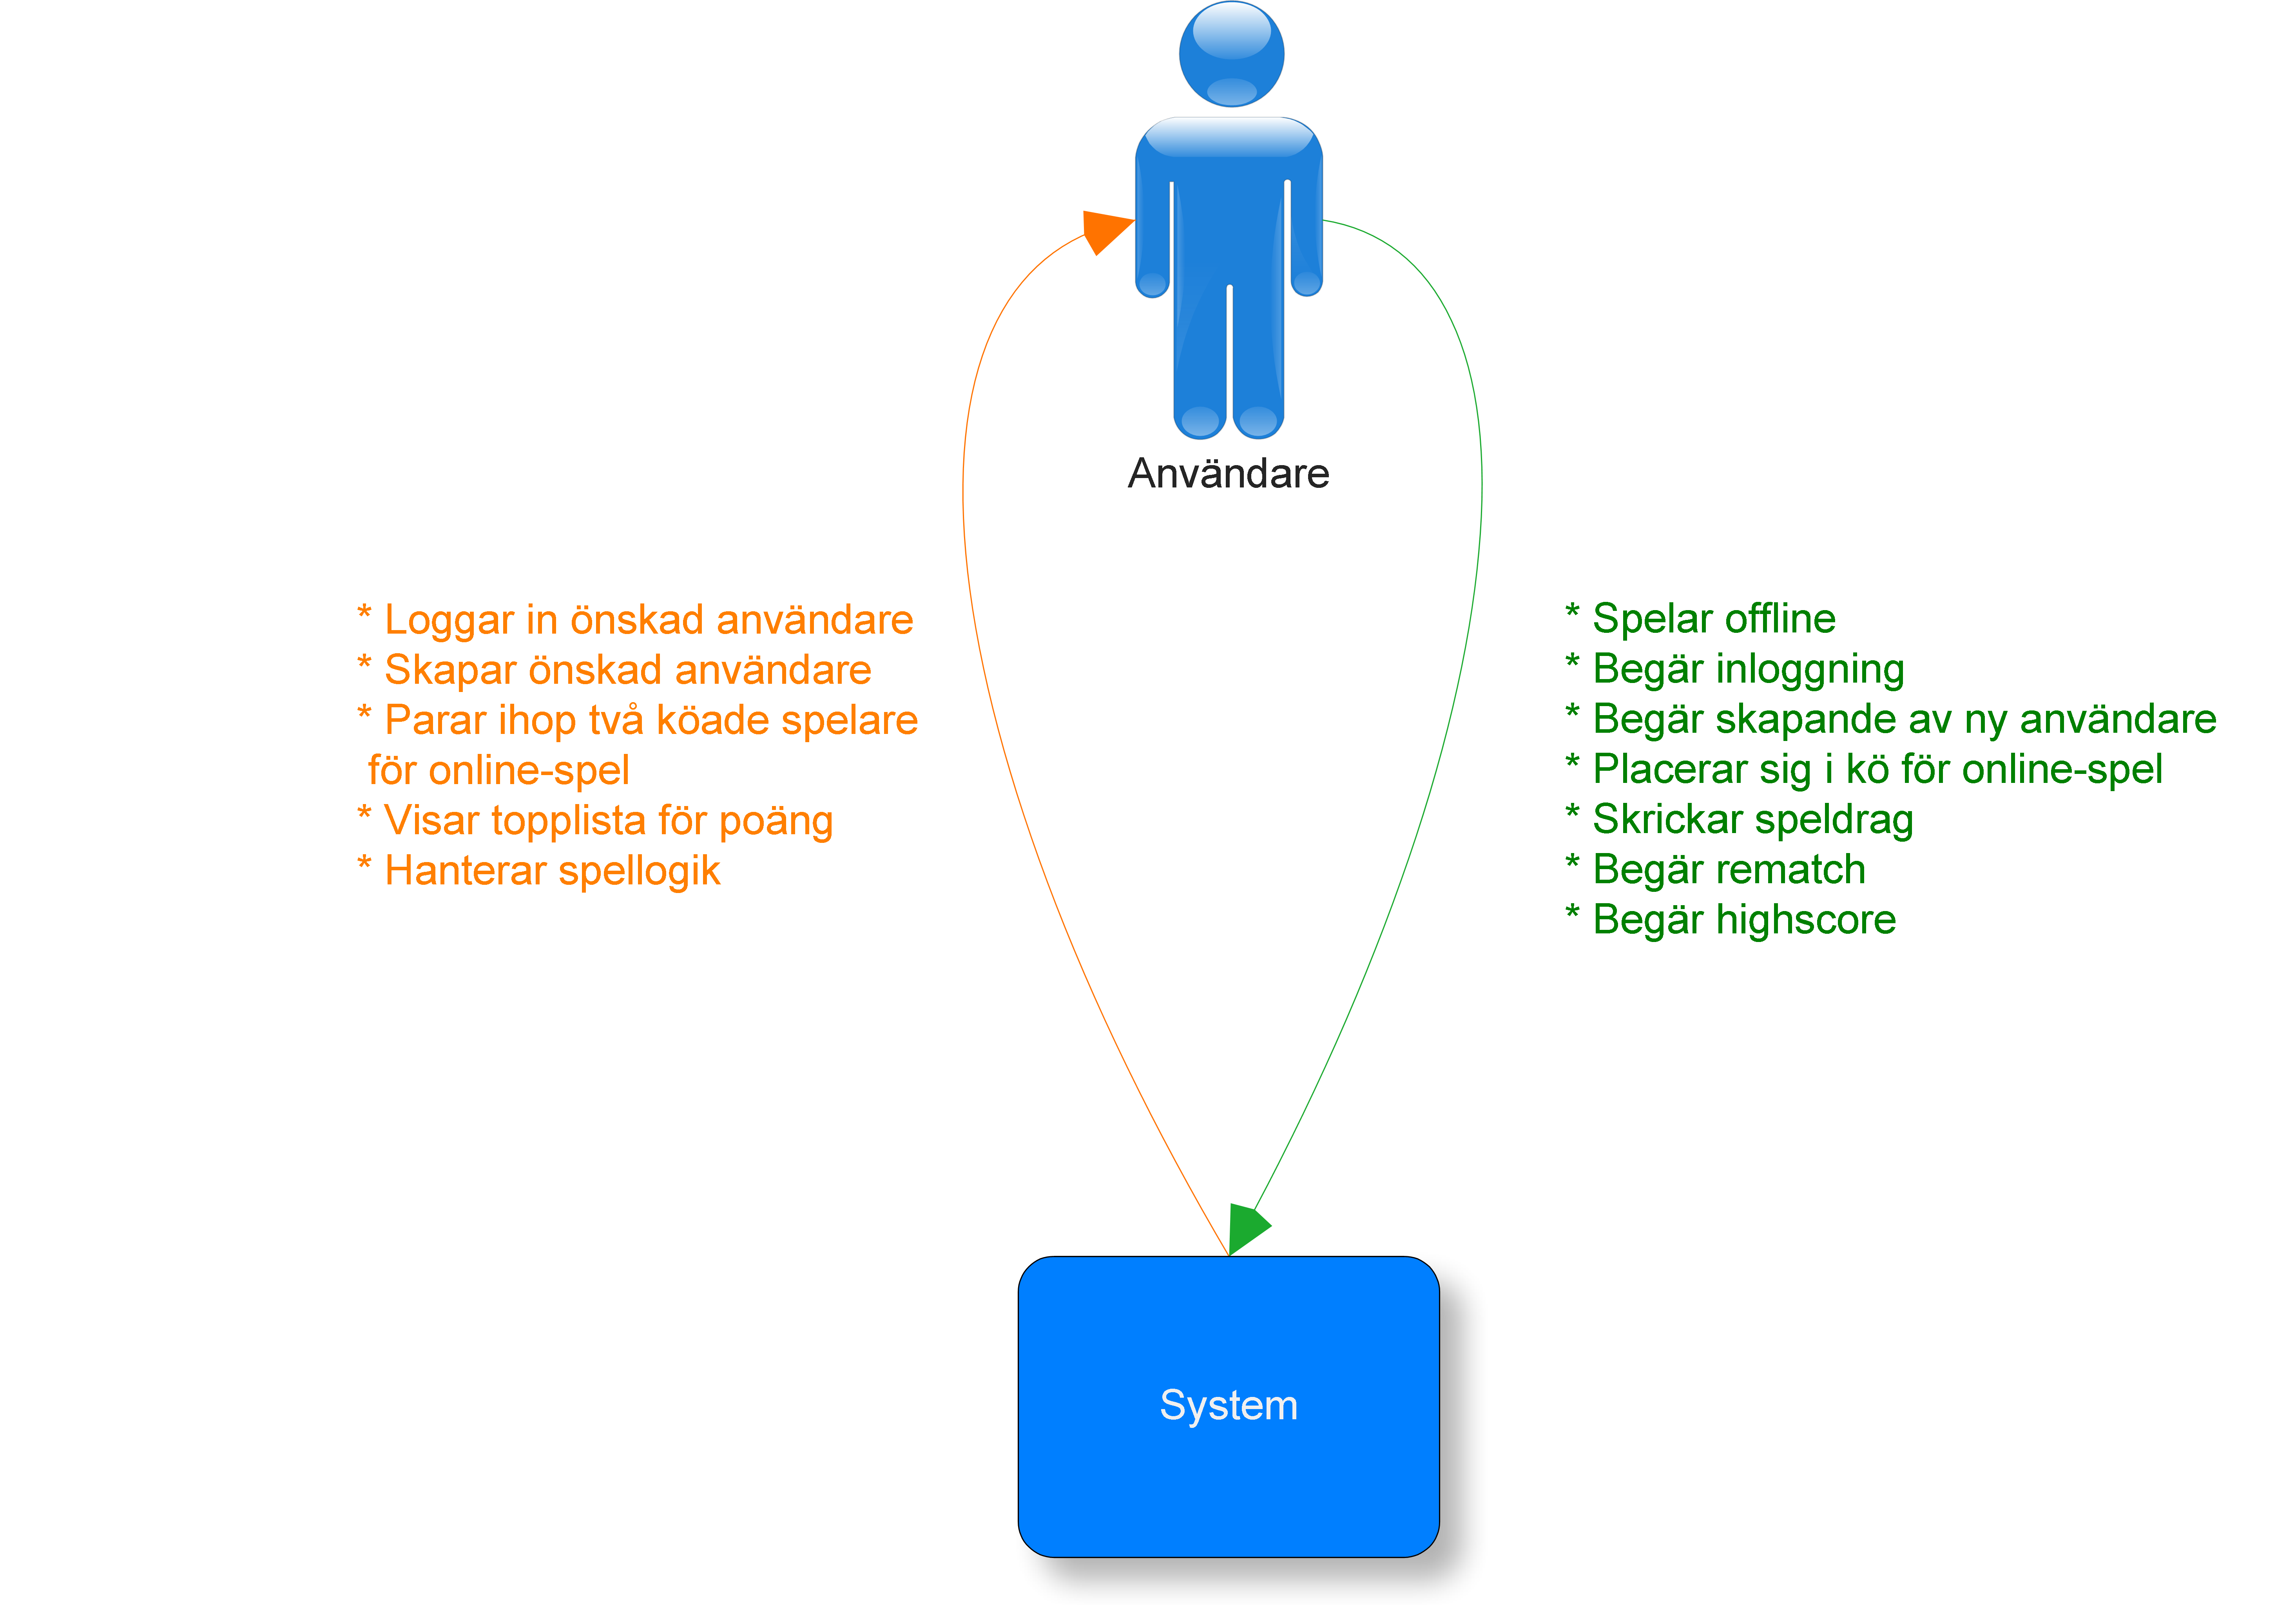 Användare
* Loggar in önskad användare
* Skapar önskad användare
* Parar ihop två köade spelare
för online-spel
* Visar topplista för poäng
* Hanterar spellogik
* Spelar offline
* Begär inloggning
* Begär skapande av ny användare
* Placerar sig i kö för online-spel
* Skrickar speldrag
* Begär rematch
* Begär highscore
System